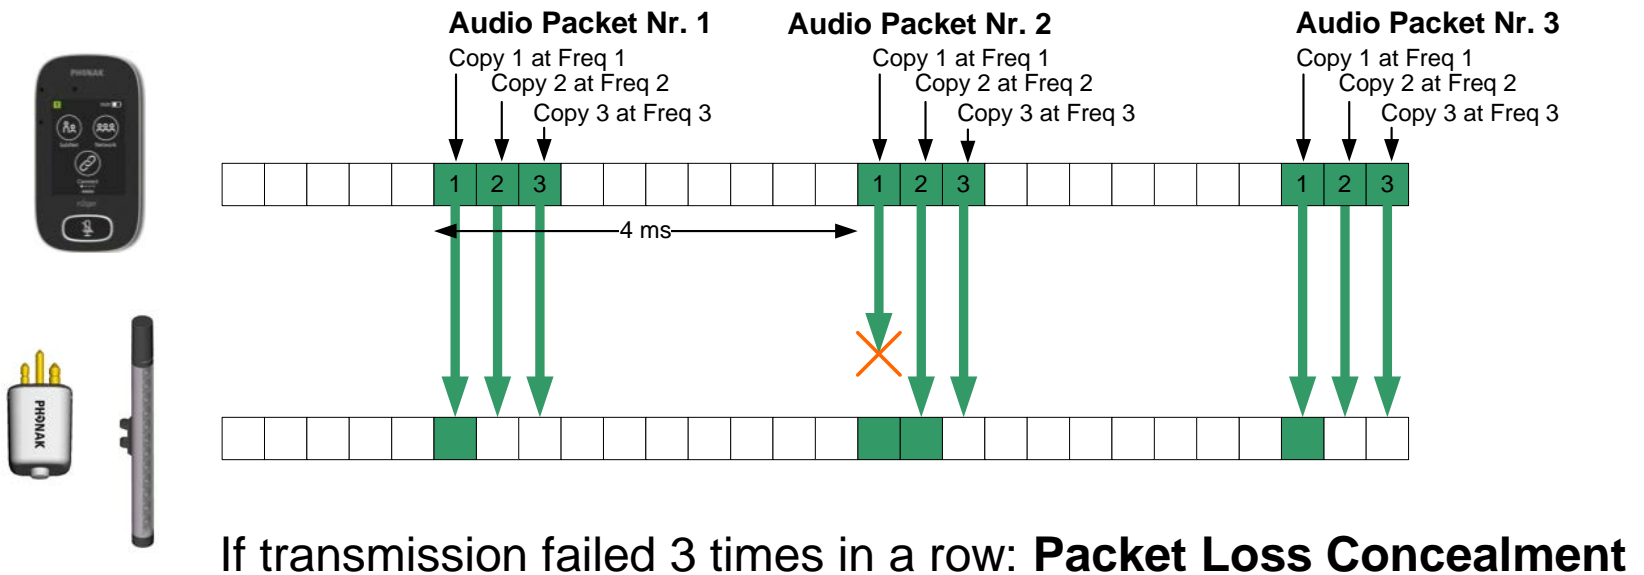 Audio Packet Nr. 1
Copy 1 at Freq 1
Copy 2 at Freq 2
Copy 3 at Freq 3
Audio Packet Nr. 2
Copy 1 at Freq 1
Copy 2 at Freq 2
Copy 3 at Freq 3
Audio Packet Nr. 3
Copy 1 at Freq 1
Copy 2 at Freq 2
Copy 3 at Freq 3
PHONAK
Network
Connect
roger
1 2 3 1 2 3 1 2 3
4 ms
PHONAK
If transmission failed 3 times in a row: Packet Loss Concealment